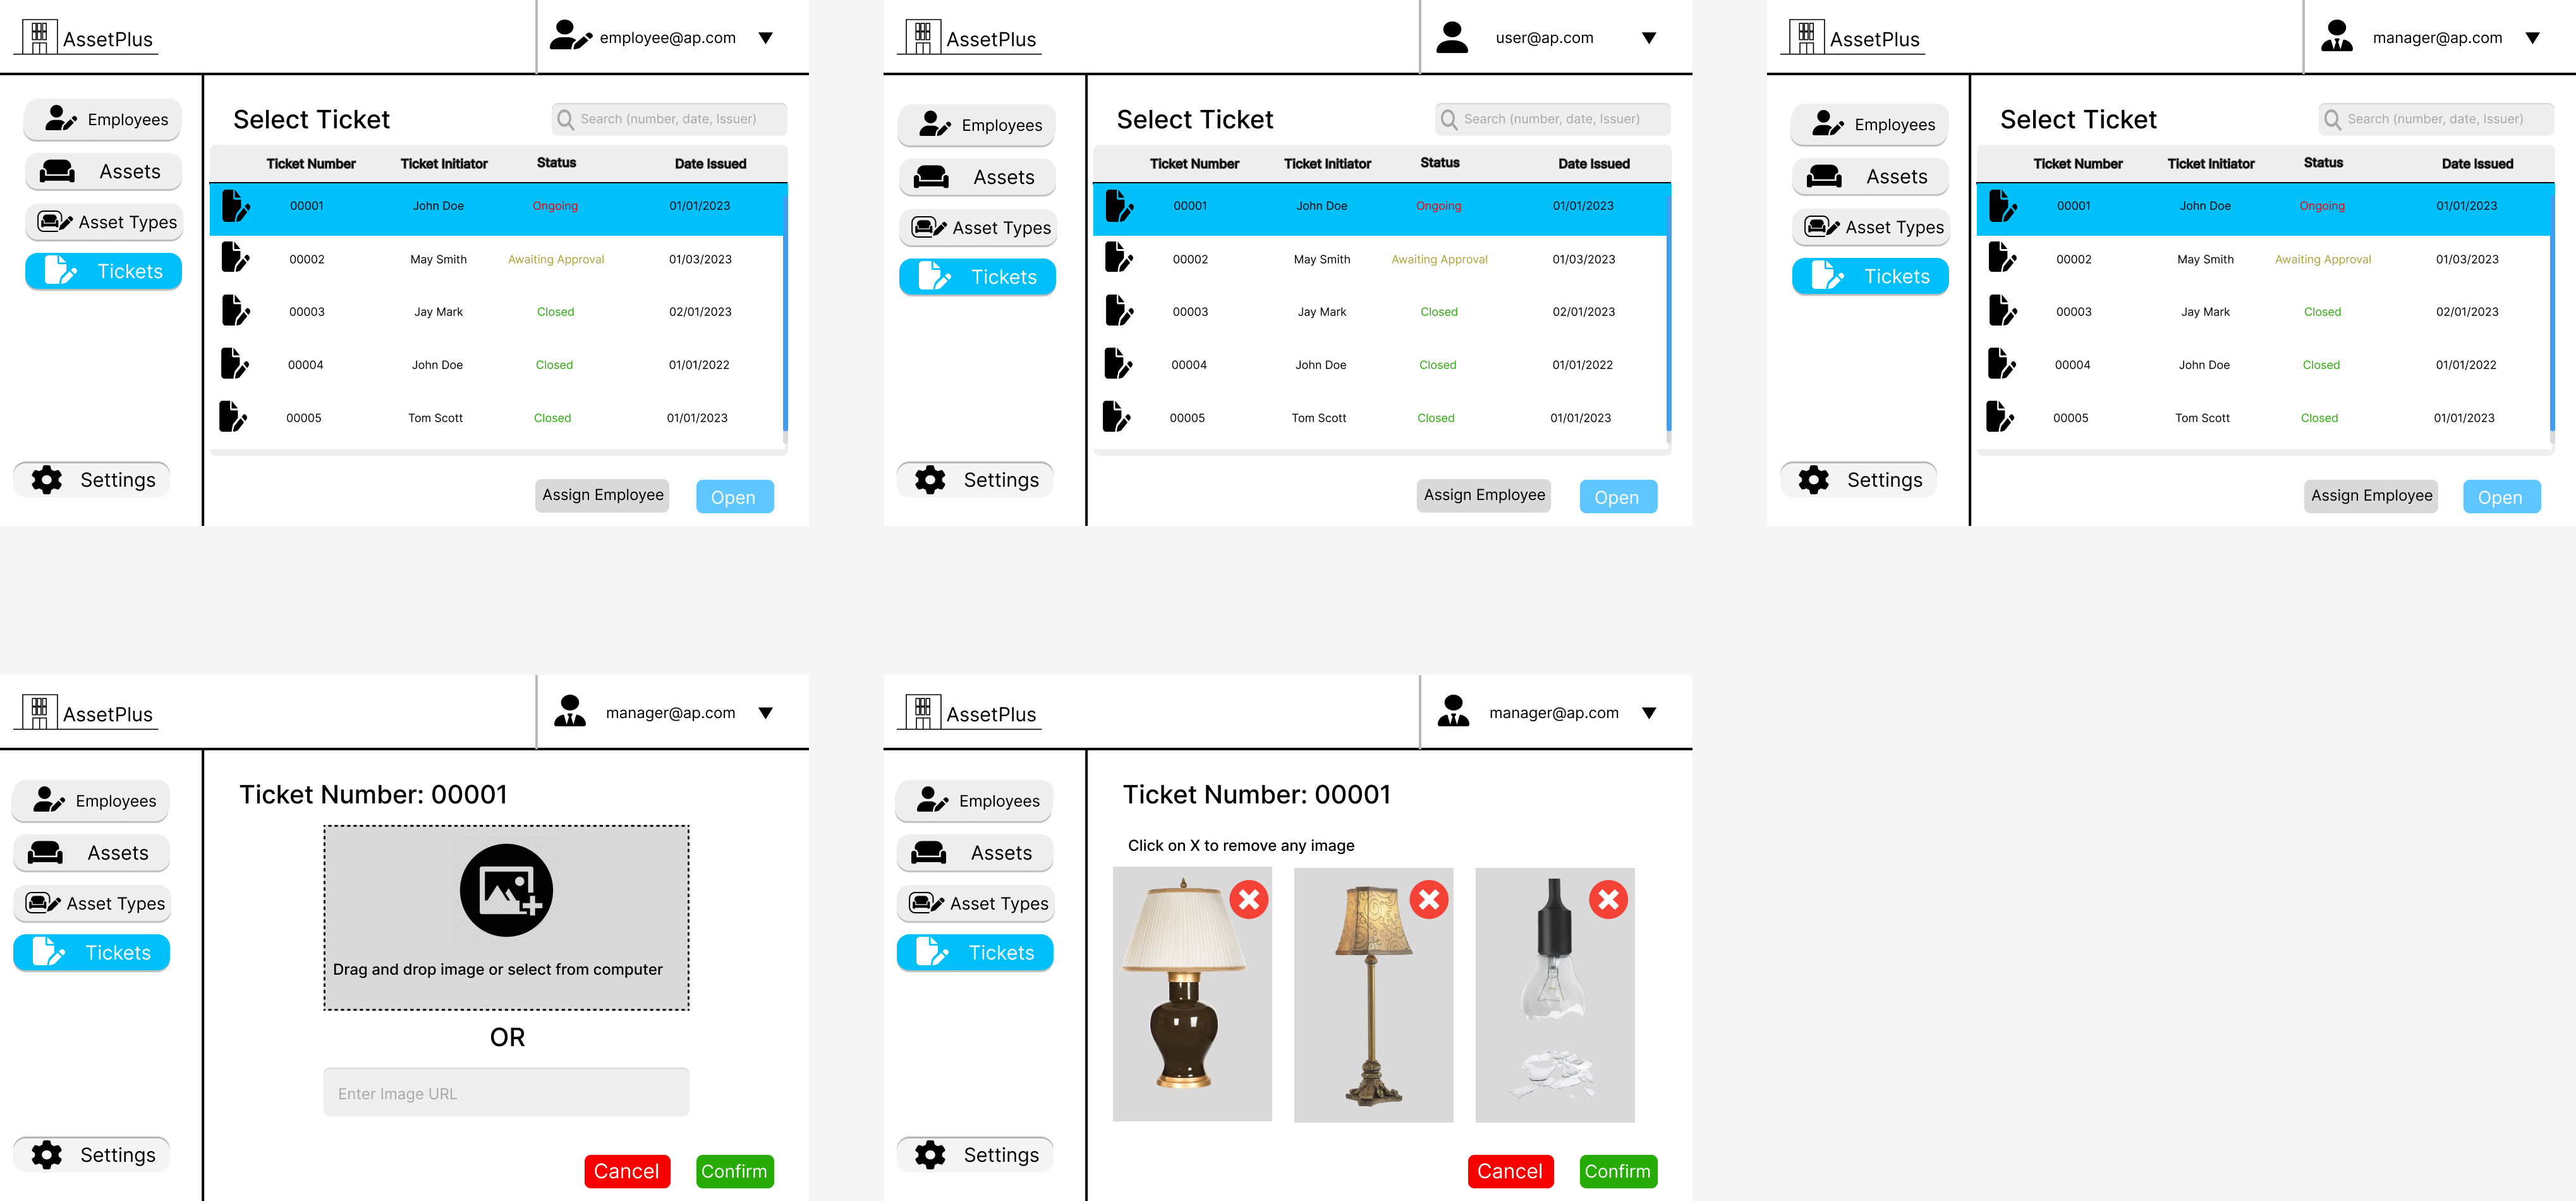 AssetPlus
employee@ap.com
Employees
Assets
Asset Types
Tickets
Settings
Select Ticket
Search (number, date, Issuer)
Ticket Number Ticket Initiator Status Date Issued
00001 John Doe Ongoing 01/01/2023
00002 May Smith Awaiting Approval 01/03/2023
00003 Jay Mark Closed 02/01/2023
00004 John Doe Closed 01/01/2022
00005 Tom Scott Closed 01/01/2023
Assign Employee Open
AssetPlus
user@ap.com
Employees
Assets
Asset Types
Tickets
Settings
Select Ticket
Search (number, date, Issuer)
Ticket Number Ticket Initiator Status Date Issued
00001 John Doe Ongoing 01/01/2023
00002 May Smith Awaiting Approval 01/03/2023
00003 Jay Mark Closed 02/01/2023
00004 John Doe Closed 01/01/2022
00005 Tom Scott Closed 01/01/2023
Assign Employee Open
AssetPlus
manager@ap.com
Employees
Assets
Asset Types
Tickets
Settings
Select Ticket
Search (number, date, Issuer)
Ticket Number Ticket Initiator Status Date Issued
00001 John Doe Ongoing 01/01/2023
00002 May Smith Awaiting Approval 01/03/2023
00003 Jay Mark Closed 02/01/2023
00004 John Doe Closed 01/01/2022
00005 Tom Scott Closed 01/01/2023
Assign Employee Open
AssetPlus
manager@ap.com
Employees
Assets
Asset Types
Tickets
Settings
Ticket Number: 00001
Drag and drop image or select from computer
OR
Enter Image URL
Cancel Confirm
AssetPlus
manager@ap.com
Employees
Assets
Asset Types
Tickets
Settings
Ticket Number: 00001
Click on X to remove any image
Cancel Confirm